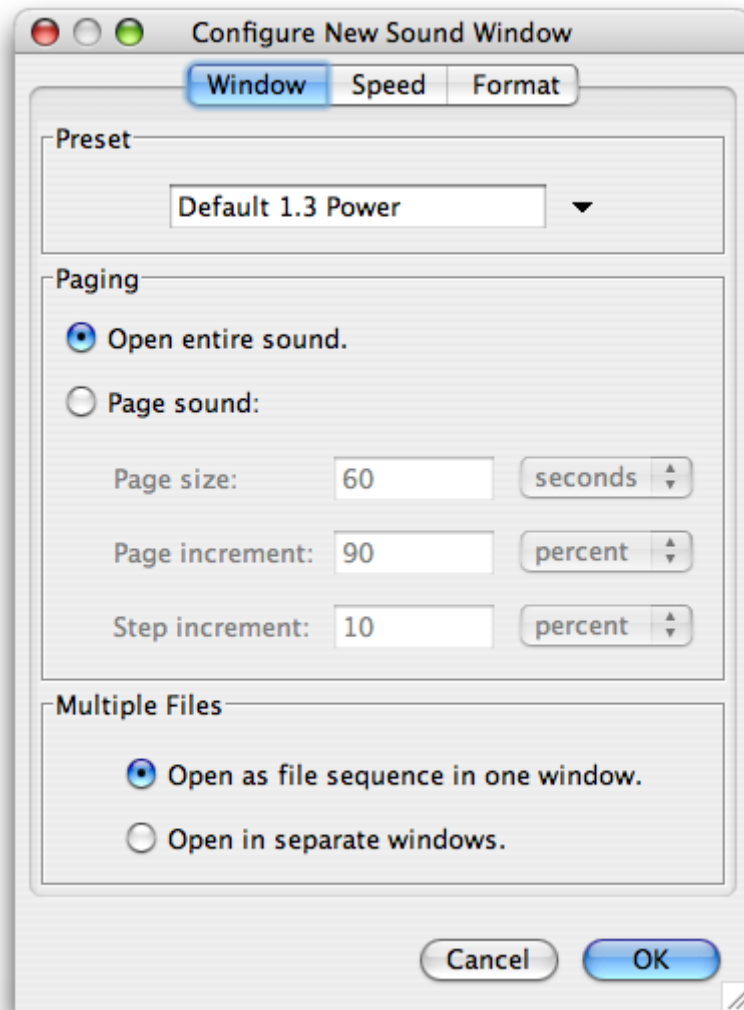 Configure New Sound Window
Window Speed Format
Preset
Default 1.3 Power
Paging
Open entire sound.
Page sound:
Page size: 60 seconds
Page increment: 90 percent
Step increment: 10 percent
Multiple Files
Open as file sequence in one window.
Open in separate windows.
Cancel OK